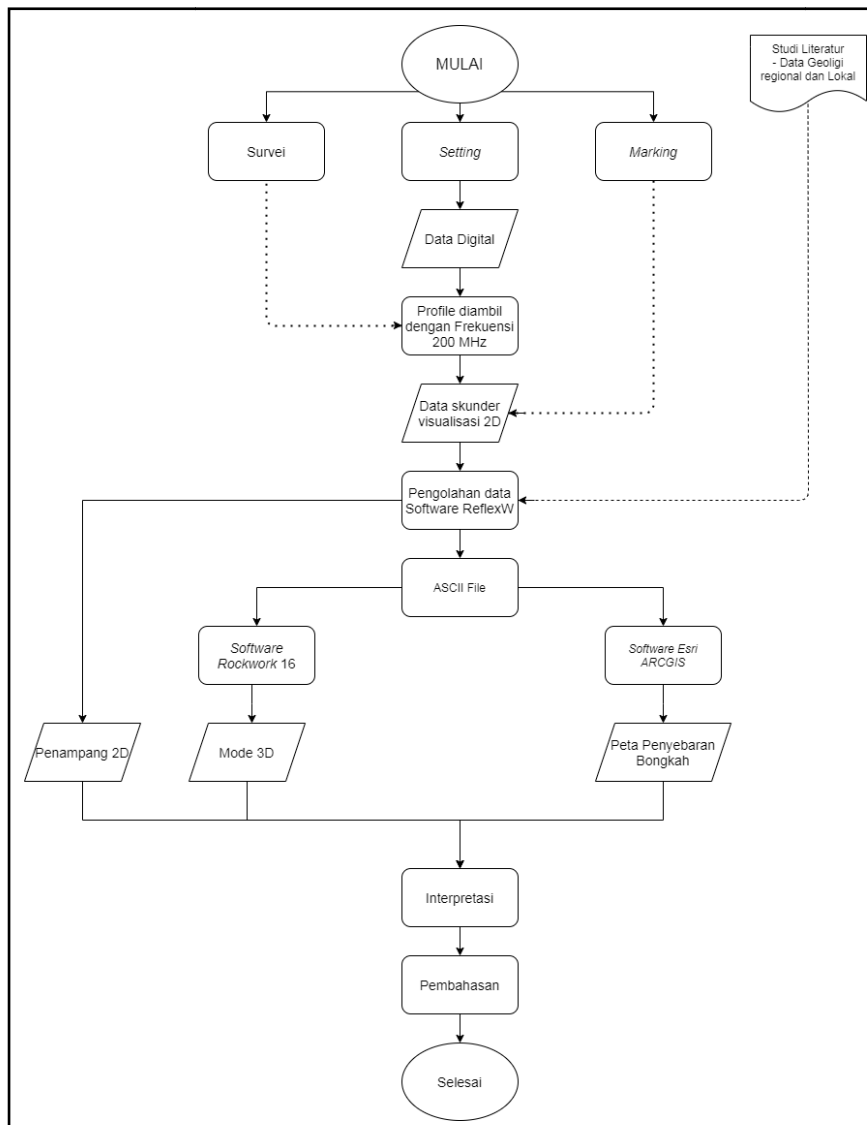 MULAI
Studi Literatur
- Data Geoligi
regional dan Lokal
Survei
Setting
Marking
Data Digital
Profile diambil
dengan Frekuensi
200 MHz
Data skunder
visualisasi 2D
Pengolahan data
Software ReflexW
ASCII File
Software
Rockwork 16
Software Esri
ARCGIS
Penampang 2D
Mode 3D
Peta Penyebaran
Bongkah
Interpretasi
Pembahasan
Selesai